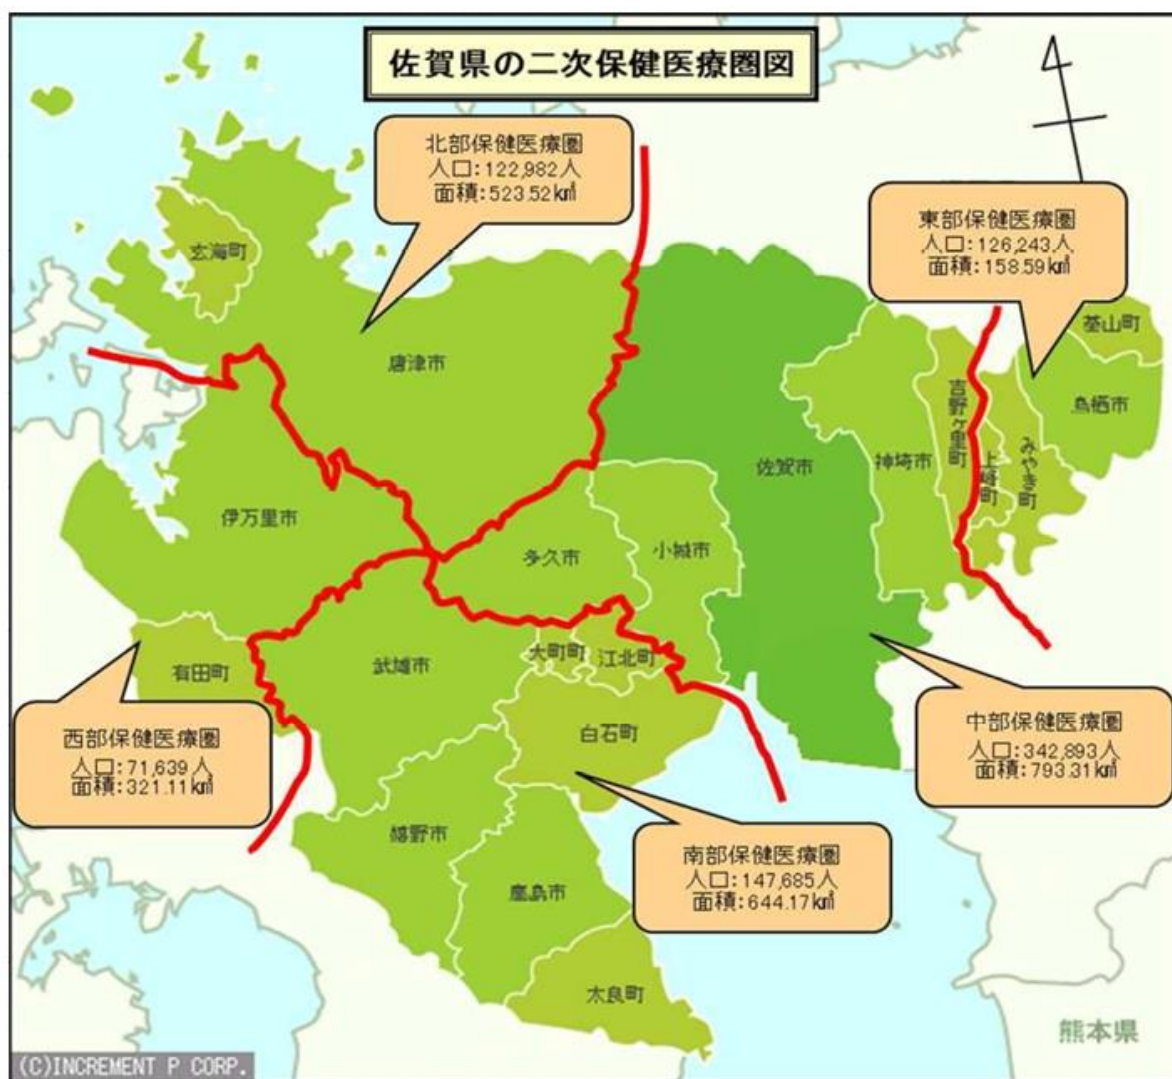 佐賀県の二次保健医療圏図
北部保健医療圏
人口:122,982人
面積:523.52㎢
東部保健医療圏
人口:126,243人
面積:158.59㎢
玄海町
基山町
唐津市
鳥栖市
吉野ヶ里町
みやき町
上峰町
佐賀市
神埼市
伊万里市
多久市
小城市
大町町
江北町
武雄市
有田町
白石町
西部保健医療圏
人口:71,639人
面積:321.11㎢
中部保健医療圏
人口:342,893人
面積:793.31㎢
嬉野市
南部保健医療圏
人口:147,685人
面積:644.17㎢
鹿島市
太良町
熊本県
(C)INCREMENT P CORP.